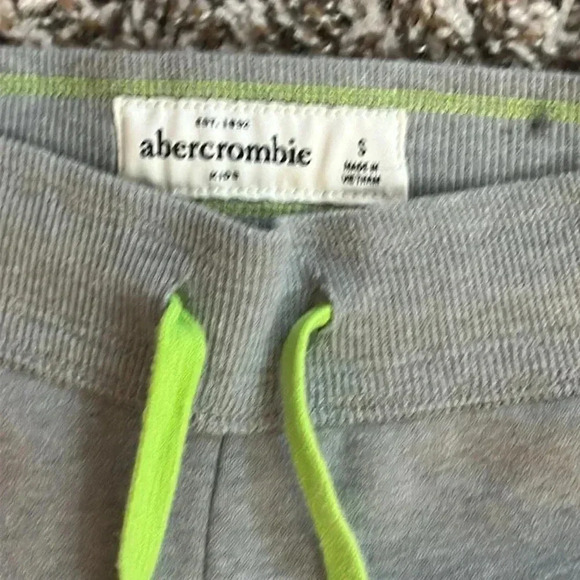 EST. 1892
abercrombie
KIDS
S
MADE IN
VIETNAM